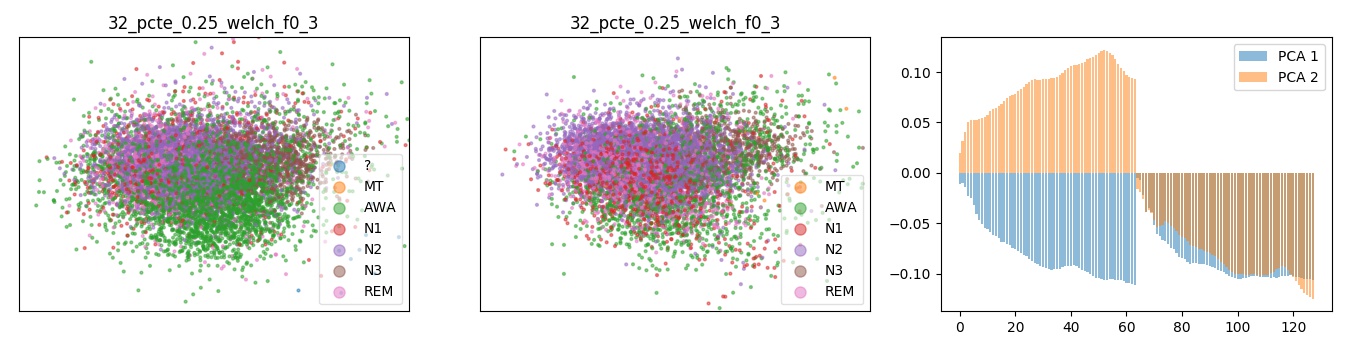 32_pcte_0.25_welch_f0_3
?
MT
AWA
N1
N2
N3
REM
32_pcte_0.25_welch_f0_3
MT
AWA
N1
N2
N3
REM
PCA 1
PCA 2
0.10
0.05
0.00
−0.05
−0.10
0 20 40 60 80 100 120